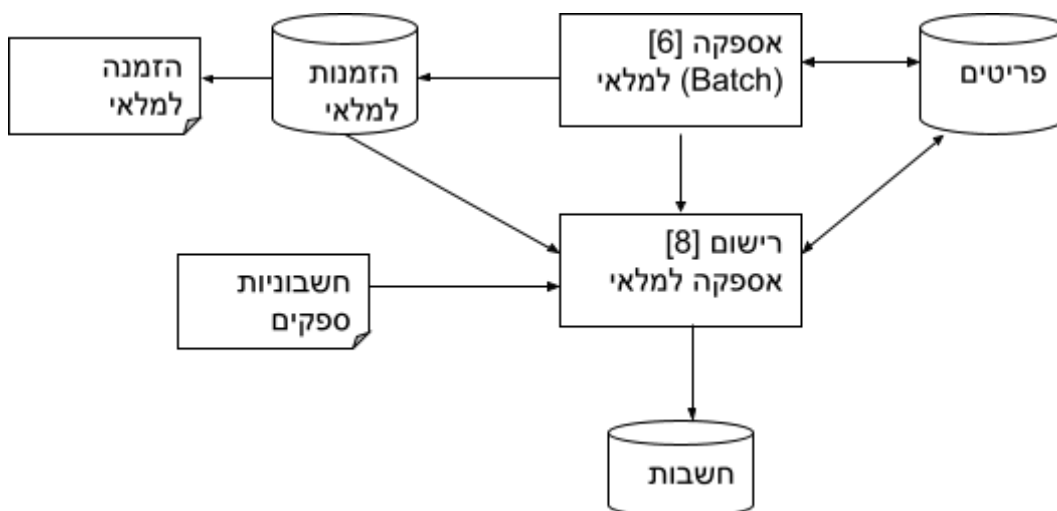 אספקה [6]
(Batch) למלאי
פריטים
הזמנות
למלאי
הזמנה
למלאי
רישום [8]
אספקה למלאי
חשבוניות
ספקים
חשבות